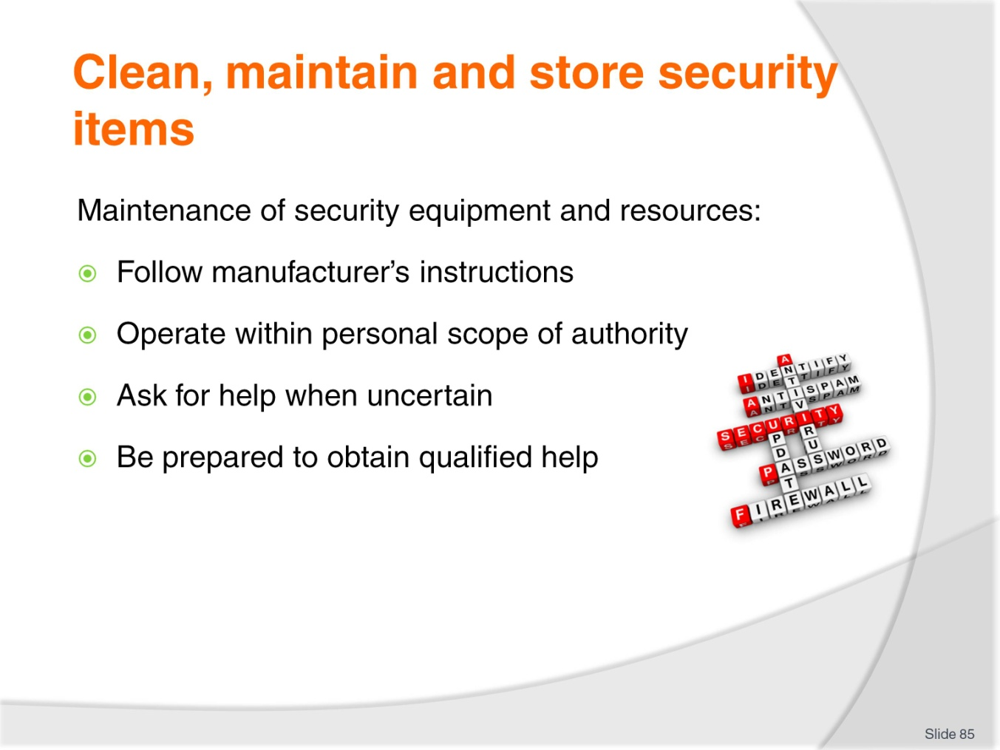 Clean, maintain and store security
items
Maintenance of security equipment and resources:
Follow manufacturer’s instructions
Operate within personal scope of authority
Ask for help when uncertain
Be prepared to obtain qualified help
IDENTIFY
ANTISPAM
SECURITY
PASSWORD
FIREWALL
ANTIVIRUS
UPDATE
Slide 85